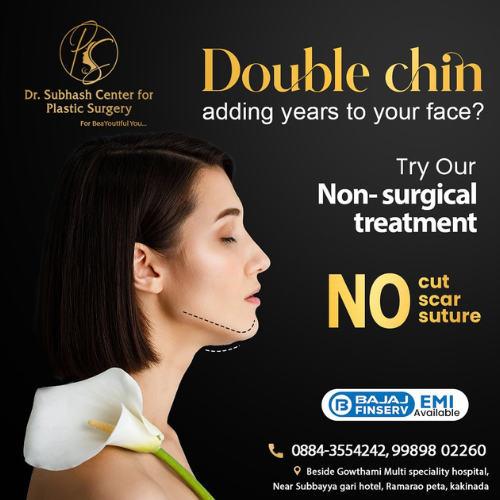 Dr. Subhash Center for
Plastic Surgery
For BeaYoutiful You...
Double chin
adding years to your face?
Try Our
Non- surgical
treatment
NO cut
scar
suture
B BAJAJ
FINSERV
EMI
Available
0884-3554242, 99898 02260
Beside Gowthami Multi speciality hospital,
Near Subbayya gari hotel, Ramarao peta, kakinada